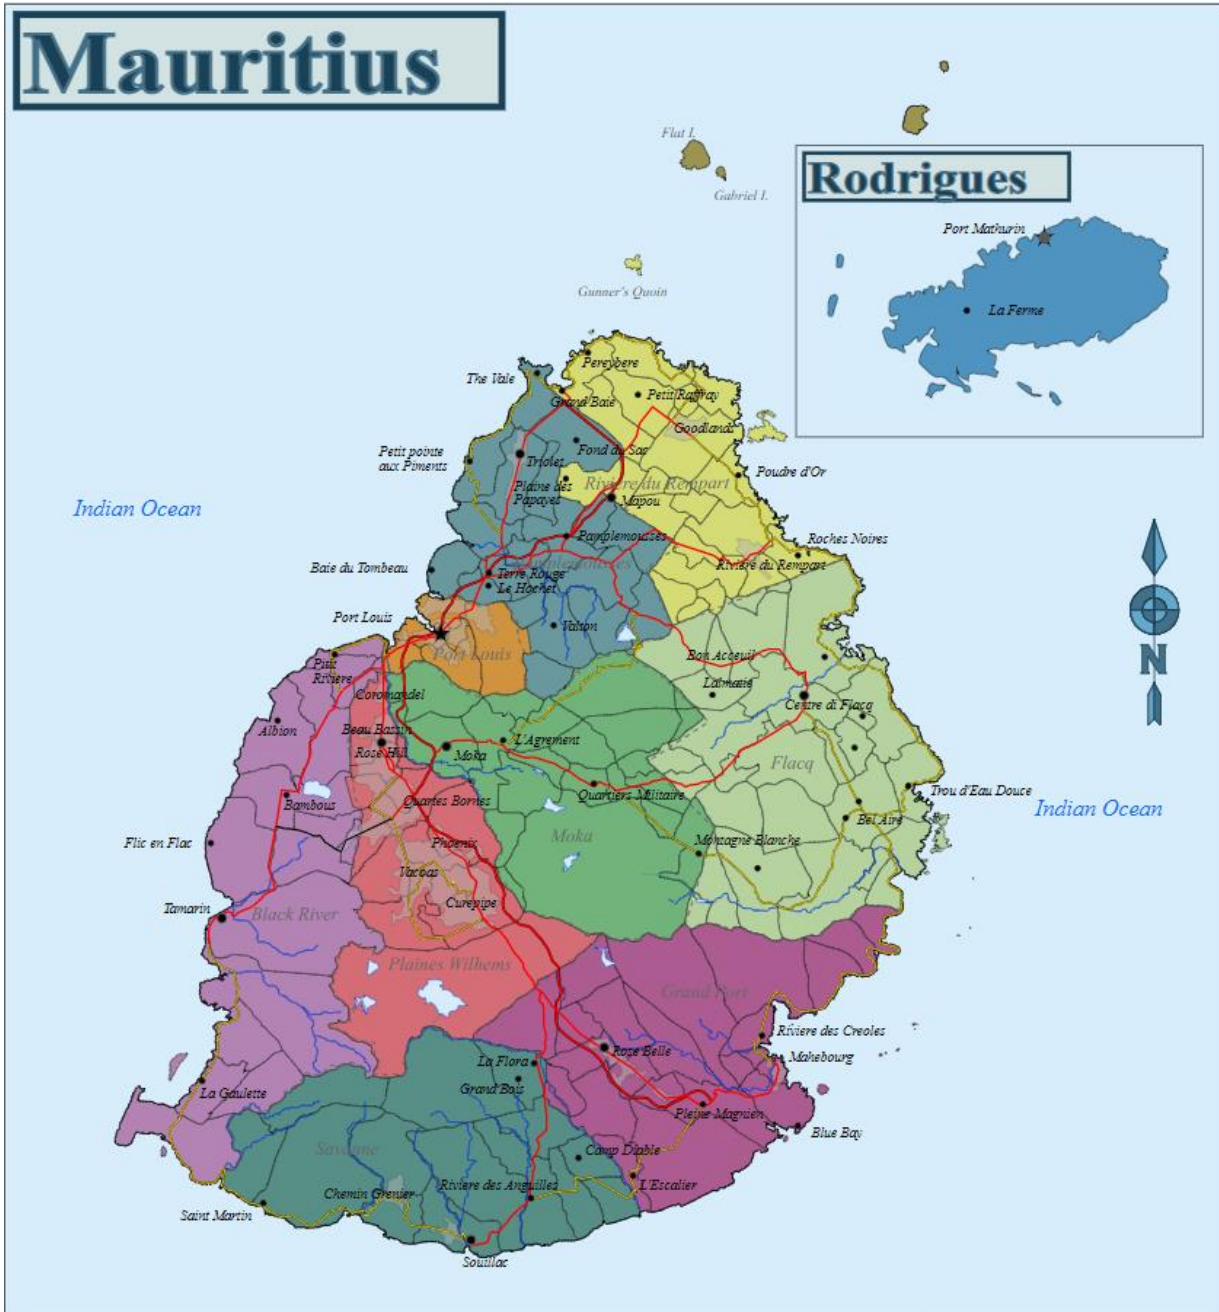 Mauritius
Flat I.
Gabriel I.
Rodrigues
Port Mathurin
La Ferme
Gunner's Quoin
Pereybere
The Vale
Grand Baie
Petit Raffray
Goodlands
Fond du Sac
Petit pointe
aux Piments
Triolet
Poudre d'Or
Plaine des
Papayes
Riviere du Rempart
Mapou
Indian Ocean
Pamplemousses
Roches Noires
Pamplemousses
Riviere du Rempart
Baie du Tombeau
Terre Rouge
Le Hochet
Port Louis
Valton
N
Port Louis
Bon Acceuil
Petit
Riviere
Coromandel
Lalmatie
Centre di Flacq
Albion
Beau Bassin
Rose Hill
L'Agrement
Moka
Flacq
Bambous
Quartes Bornes
Quartiers Militaire
Trou d'Eau Douce
Indian Ocean
Bel Aire
Flic en Flac
Phoenix
Moka
Montagne Blanche
Vacoas
Tamarin
Black River
Curepipe
Plaines Wilhems
Grand Port
Riviere des Creoles
Rose Belle
Mahebourg
La Flora
Grand Bois
La Gaulette
Pleine Magnien
Blue Bay
Savanne
Camp Diable
Chemin Grenier
Riviere des Anguilles
L'Escalier
Saint Martin
Souillac